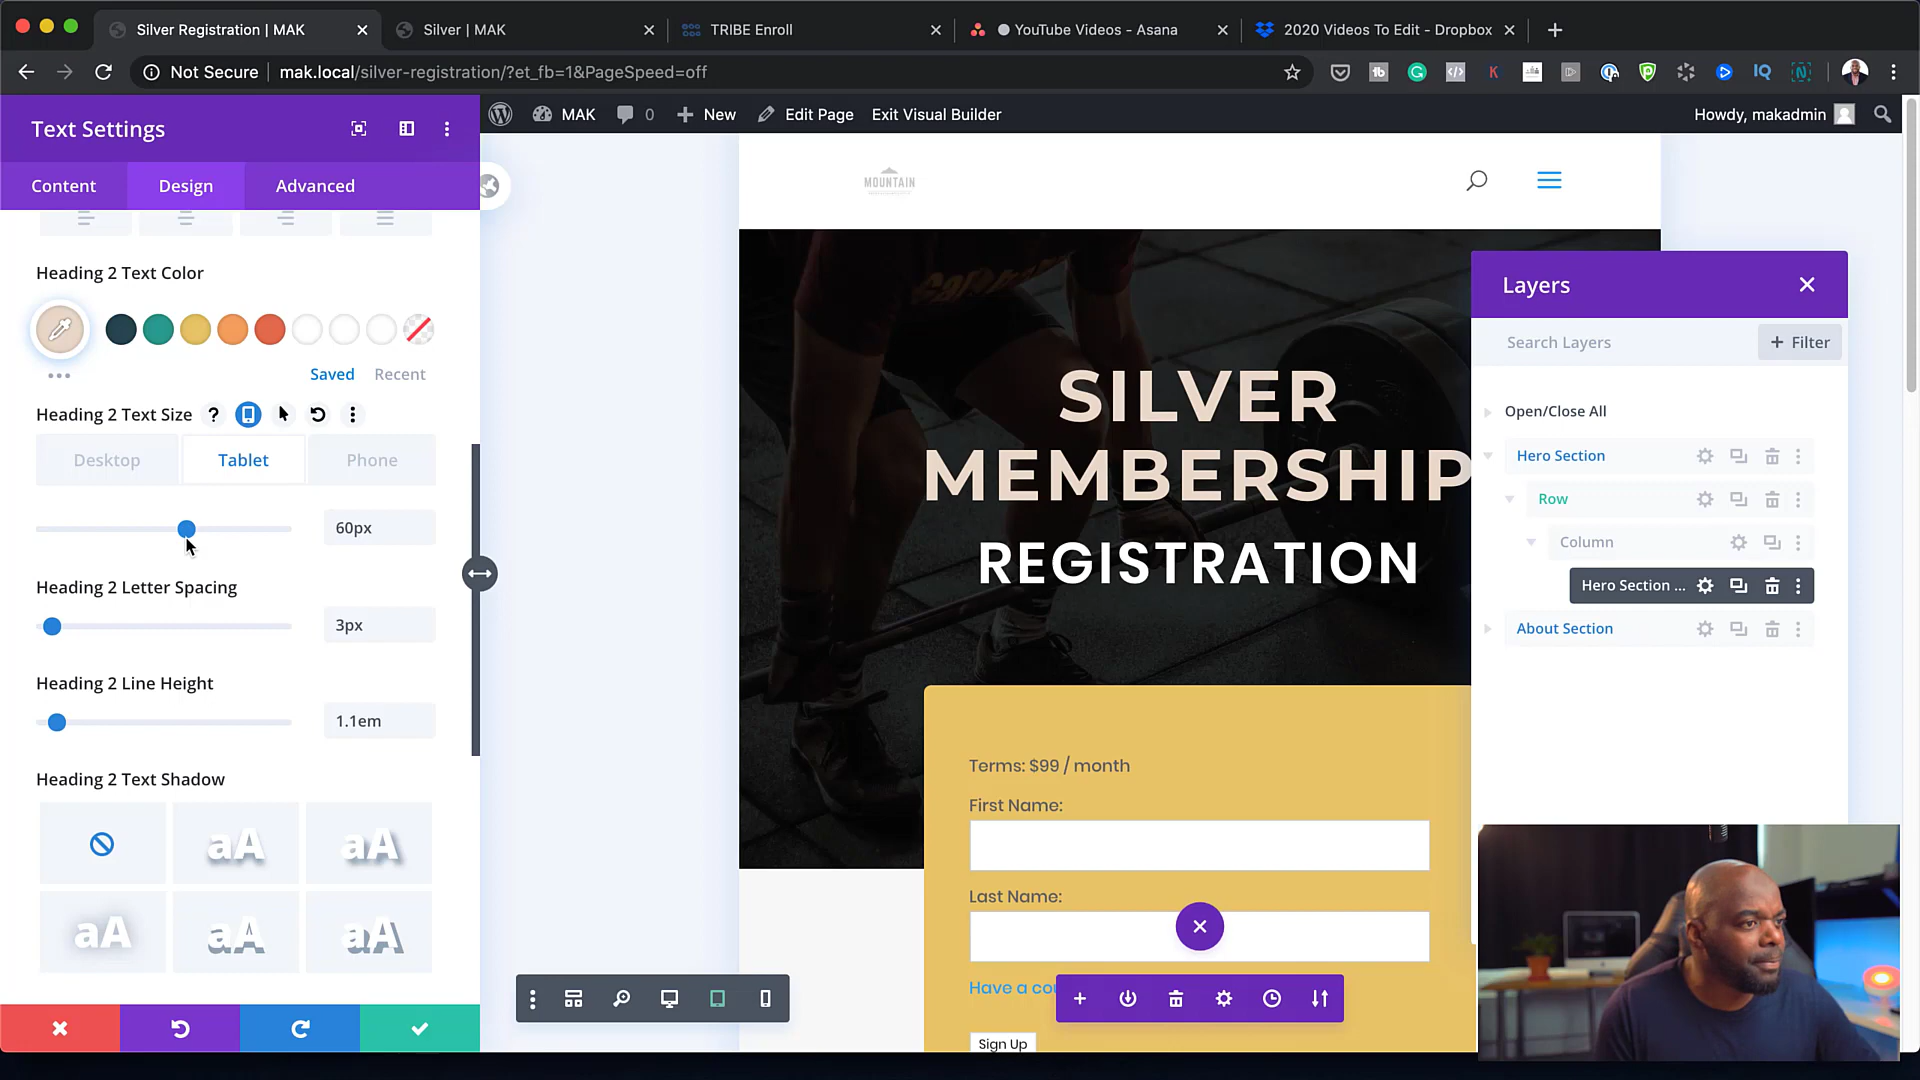 Silver Registration | MAK
Silver | MAK
TRIBE Enroll
YouTube Videos - Asana
2020 Videos To Edit - Dropbox
Not Secure
mak.local/silver-registration/?et_fb=1&PageSpeed=off
MAK
0
New
Edit Page
Exit Visual Builder
Howdy, makadmin
Text Settings
Content
Design
Advanced
Heading 2 Text Color
Saved
Recent
Heading 2 Text Size
Desktop
Tablet
Phone
60px
Heading 2 Letter Spacing
3px
Heading 2 Line Height
1.1em
Heading 2 Text Shadow
aA
aA
aA
aA
aA
MOUNTAIN
SILVER
MEMBERSHIP
REGISTRATION
Terms: $99 / month
First Name:
Last Name:
Have a cou
Sign Up
Layers
Search Layers
+ Filter
Open/Close All
Hero Section
Row
Column
Hero Section ...
About Section